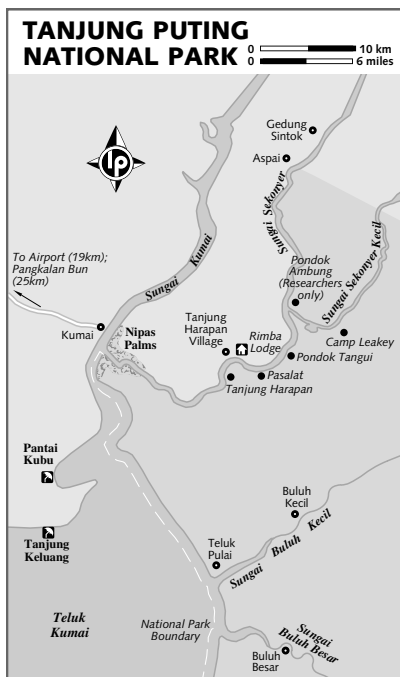 TANJUNG PUTING
NATIONAL PARK
0 10 km
0 6 miles
lp
Gedung
Sintok
Aspai
Sungai Sekonyer
Sungai Kumai
Pondok
Ambung
(Researchers
only)
Sungai Sekonyer Kecil
To Airport (19km);
Pangkalan Bun
(25km)
Kumai
Nipas
Palms
Tanjung
Harapan
Village
Rimba
Lodge
Camp Leakey
Pondok Tangui
Pasalat
Tanjung Harapan
Pantai
Kubu
Tanjung
Keluang
Buluh
Kecil
Teluk
Pulai
Sungai Buluh Kecil
Teluk
Kumai
National Park
Boundary
Sungai
Buluh Besar
Buluh
Besar